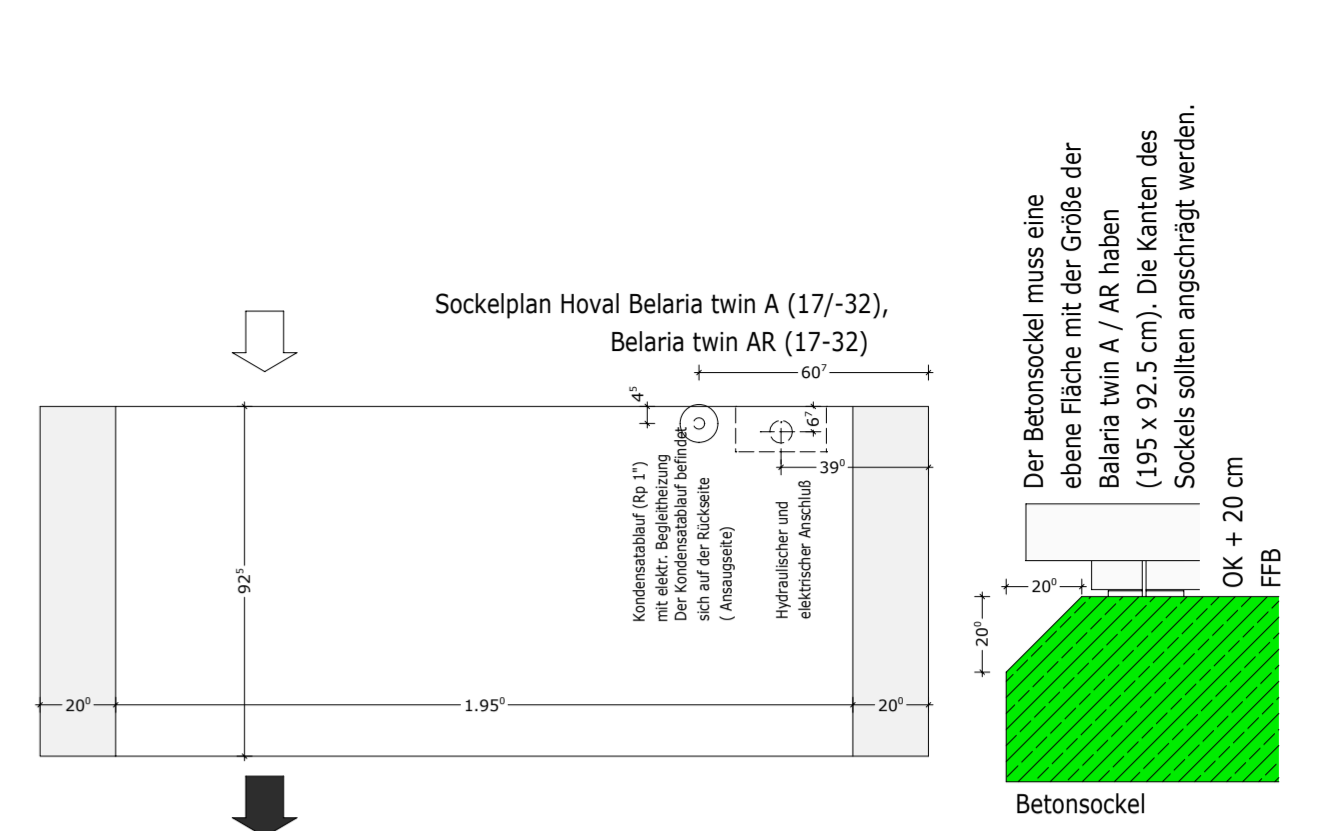 Sockelplan Hoval Belaria twin A (17/-32),
Belaria twin AR (17-32)
60⁷
4⁵
6⁷
39⁰
Kondensatablauf (Rp 1")
mit elektr. Begleitheizung
Der Kondensatablauf befindet
sich auf der Rückseite
( Ansaugseite)
Hydraulischer und
elektrischer Anschluß
92⁵
20⁰
1.95⁰
20⁰
Der Betonsockel muss eine
ebene Fläche mit der Größe der
Balaria twin A / AR haben
(195 x 92.5 cm). Die Kanten des
Sockels sollten angschrägt werden.
OK + 20 cm
FFB
20⁰
20⁰
Betonsockel